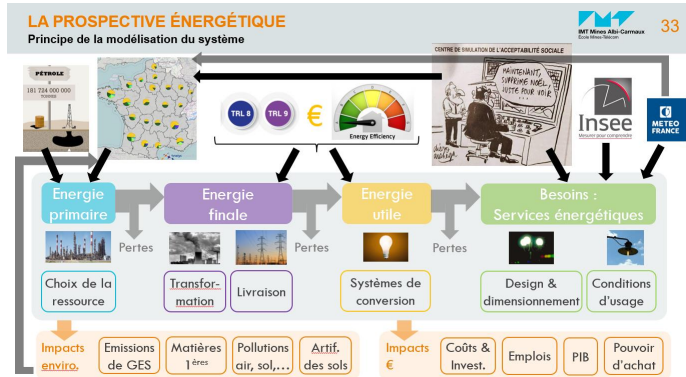 LA PROSPECTIVE ÉNERGÉTIQUE
Principe de la modélisation du système
IMT Mines Albi-Carmaux
École Mines-Télécom
33
PÉTROLE
181 724 000 000
TONNES
TRL 8
TRL 9
€
Energy Efficiency
CENTRE DE SIMULATION DE L'ACCEPTABILITÉ SOCIALE
MAINTENANT,
SUPPRIME NOËL,
JUSTE POUR VOIR...
Insee
Mesurer pour comprendre
METEO
FRANCE
Energie
primaire
Energie
finale
Energie
utile
Besoins :
Services énergétiques
Pertes
Pertes
Pertes
Choix de la
ressource
Transfor-
mation
Livraison
Systèmes de
conversion
Design &
dimensionnement
Conditions
d'usage
Impacts
enviro.
Emissions
de GES
Matières
1ères
Pollutions
air, sol,...
Artif.
des sols
Impacts
€
Coûts &
Invest.
Emplois
PIB
Pouvoir
d'achat